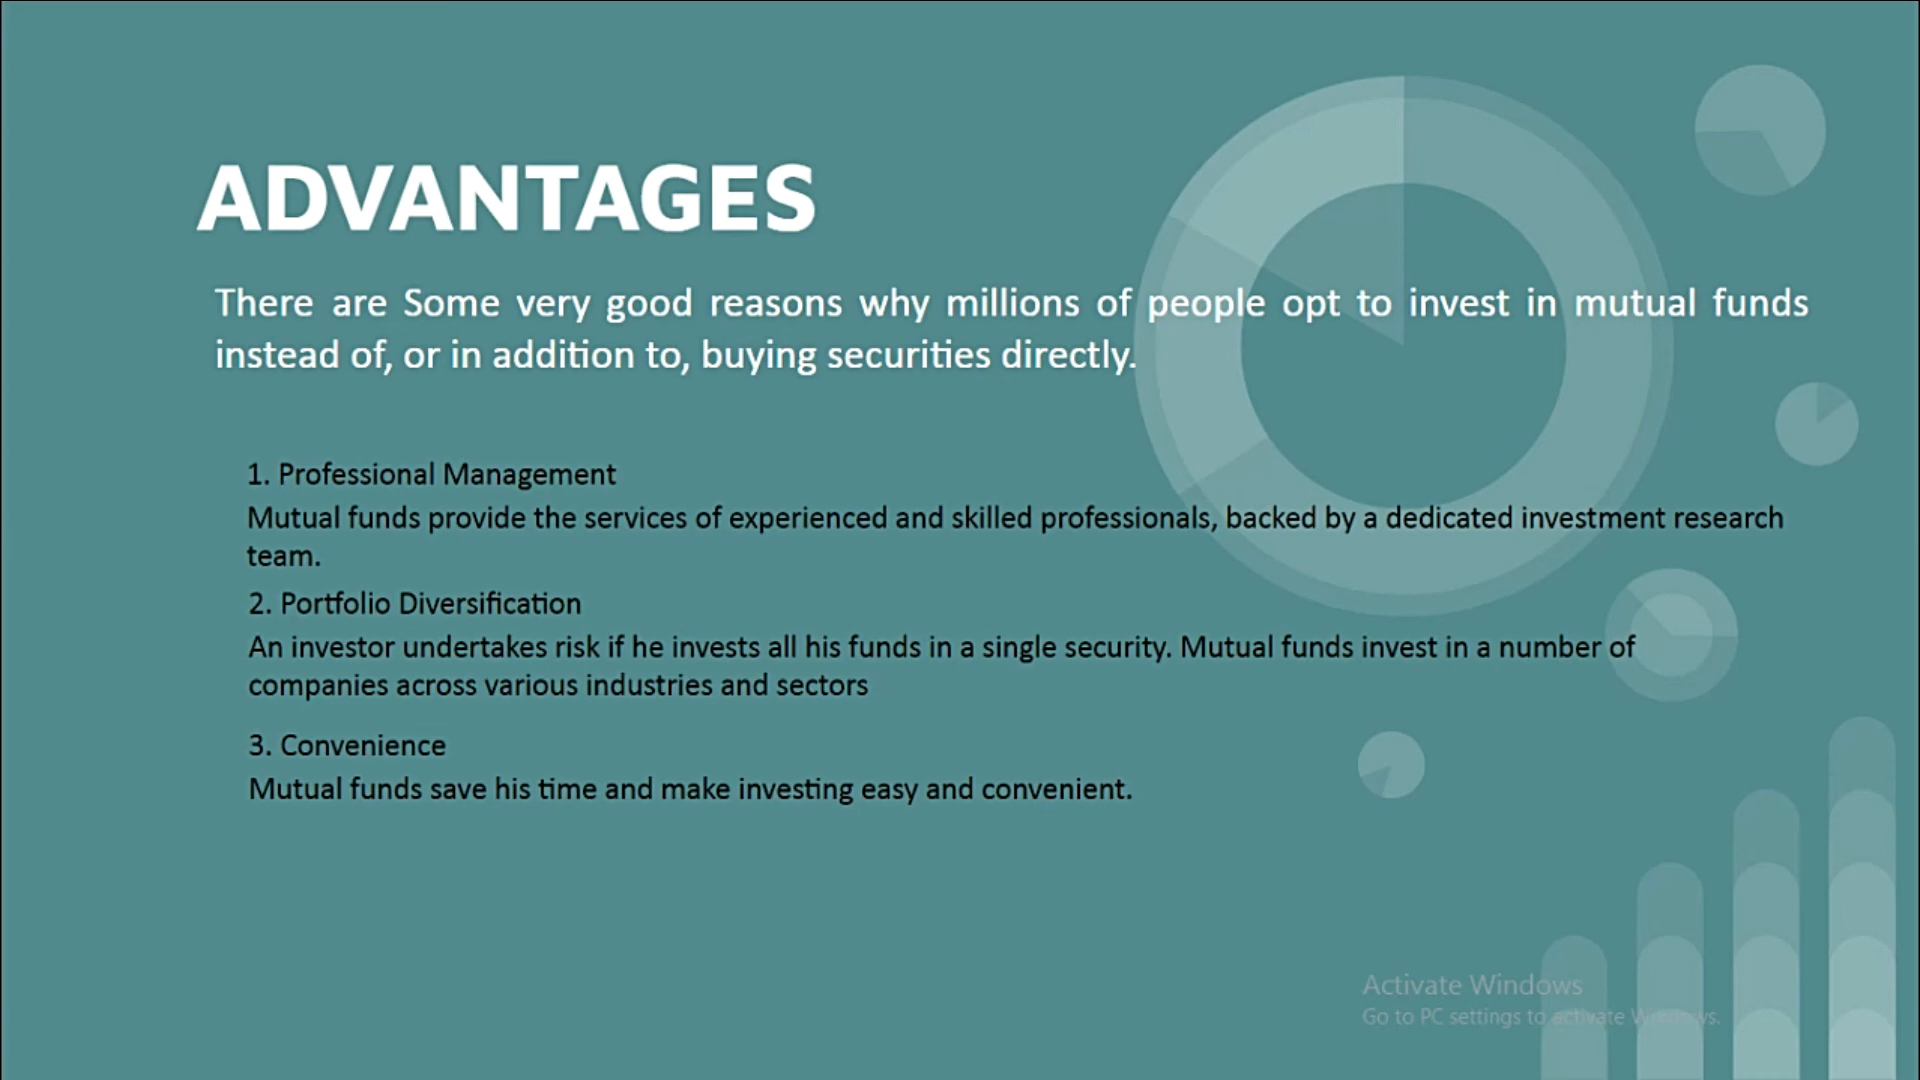 ADVANTAGES
There are Some very good reasons why millions of people opt to invest in mutual funds
instead of, or in addition to, buying securities directly.
1. Professional Management
Mutual funds provide the services of experienced and skilled professionals, backed by a dedicated investment research
team.
2. Portfolio Diversification
An investor undertakes risk if he invests all his funds in a single security. Mutual funds invest in a number of
companies across various industries and sectors
3. Convenience
Mutual funds save his time and make investing easy and convenient.
Activate Windows
Go to PC settings to activate Windows.